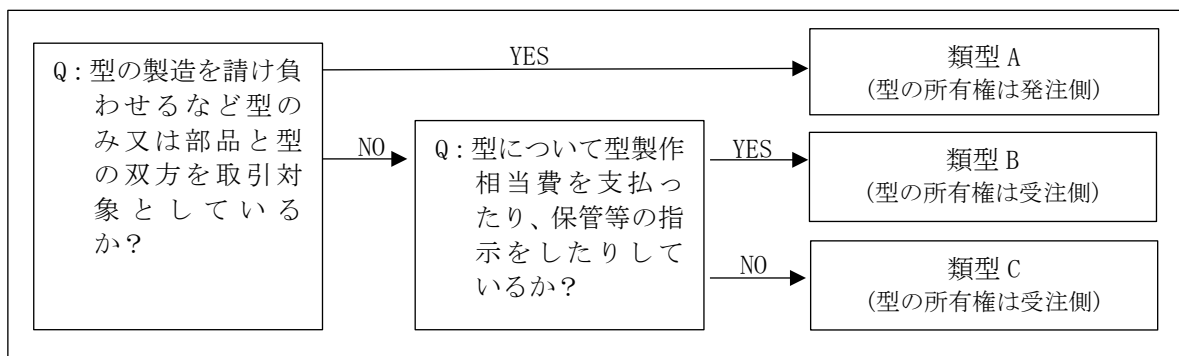 Q:型の製造を請け負
わせるなど型の
み又は部品と型
の双方を取引対
象としている
か?
YES
類型 A
(型の所有権は発注側)
NO
Q:型について型製作
相当費を支払っ
たり、保管等の指
示をしたりして
いるか?
YES
類型 B
(型の所有権は受注側)
NO
類型 C
(型の所有権は受注側)